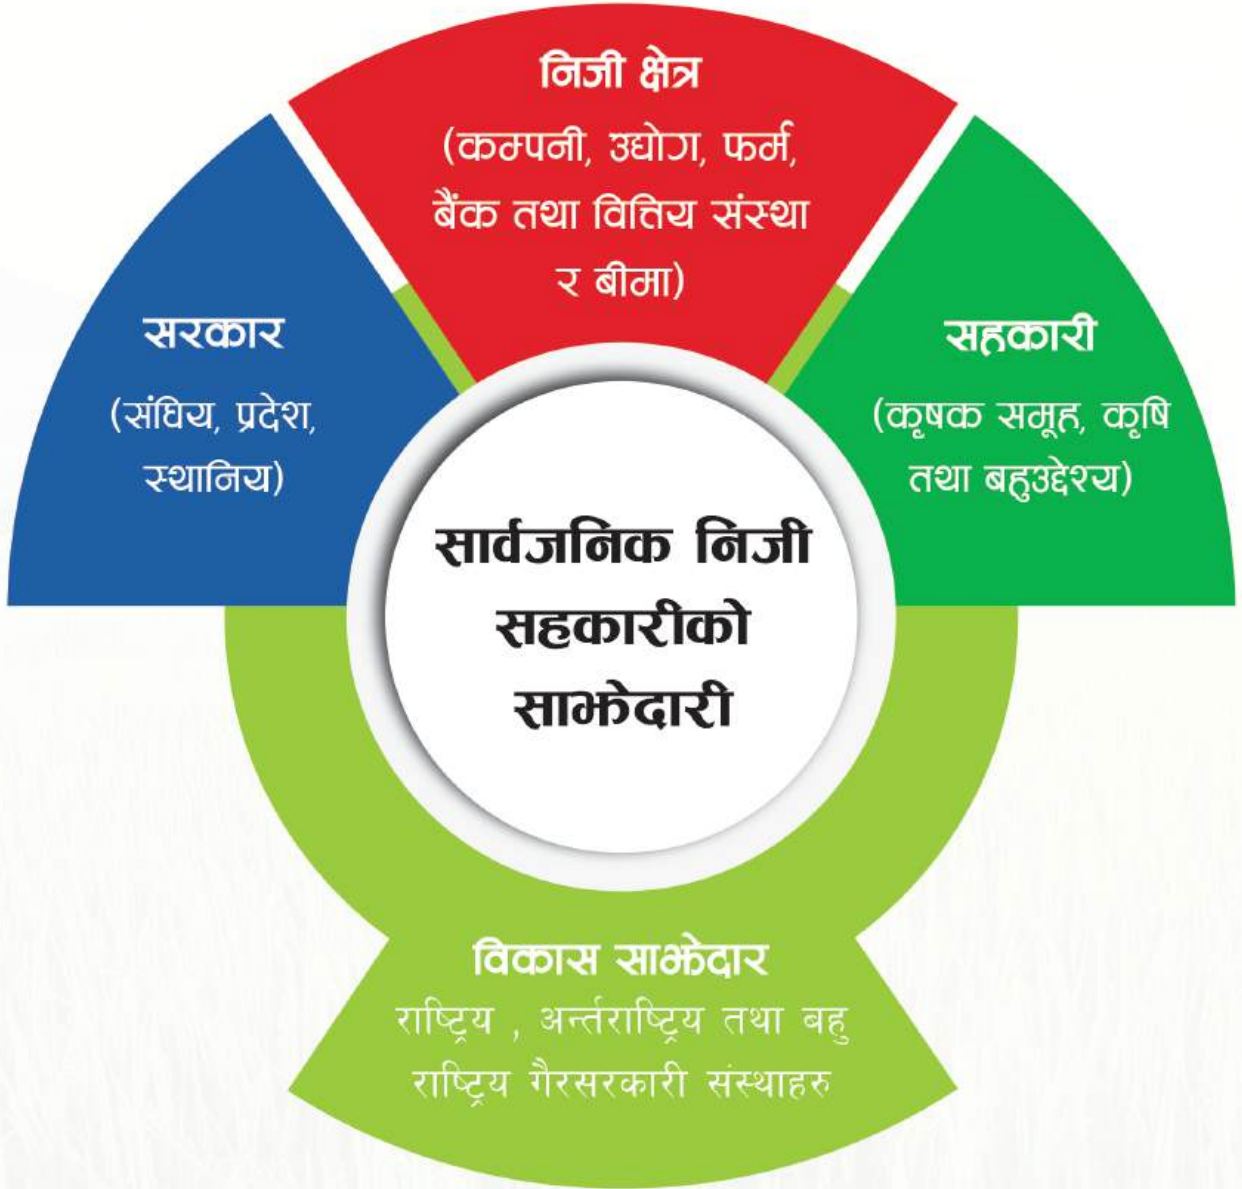 निजी क्षेत्र
(कम्पनी, उद्योग, फर्म,
बैंक तथा वित्तिय संस्था
र बीमा)
सरकार
(संघिय, प्रदेश,
स्थानिय)
सहकारी
(कृषक समूह, कृषि
तथा बहुउद्देश्य)
सार्वजनिक निजी
सहकारीको
साझेदारी
विकास साझेदार
राष्ट्रिय , अर्न्तराष्ट्रिय तथा बहु
राष्ट्रिय गैरसरकारी संस्थाहरु